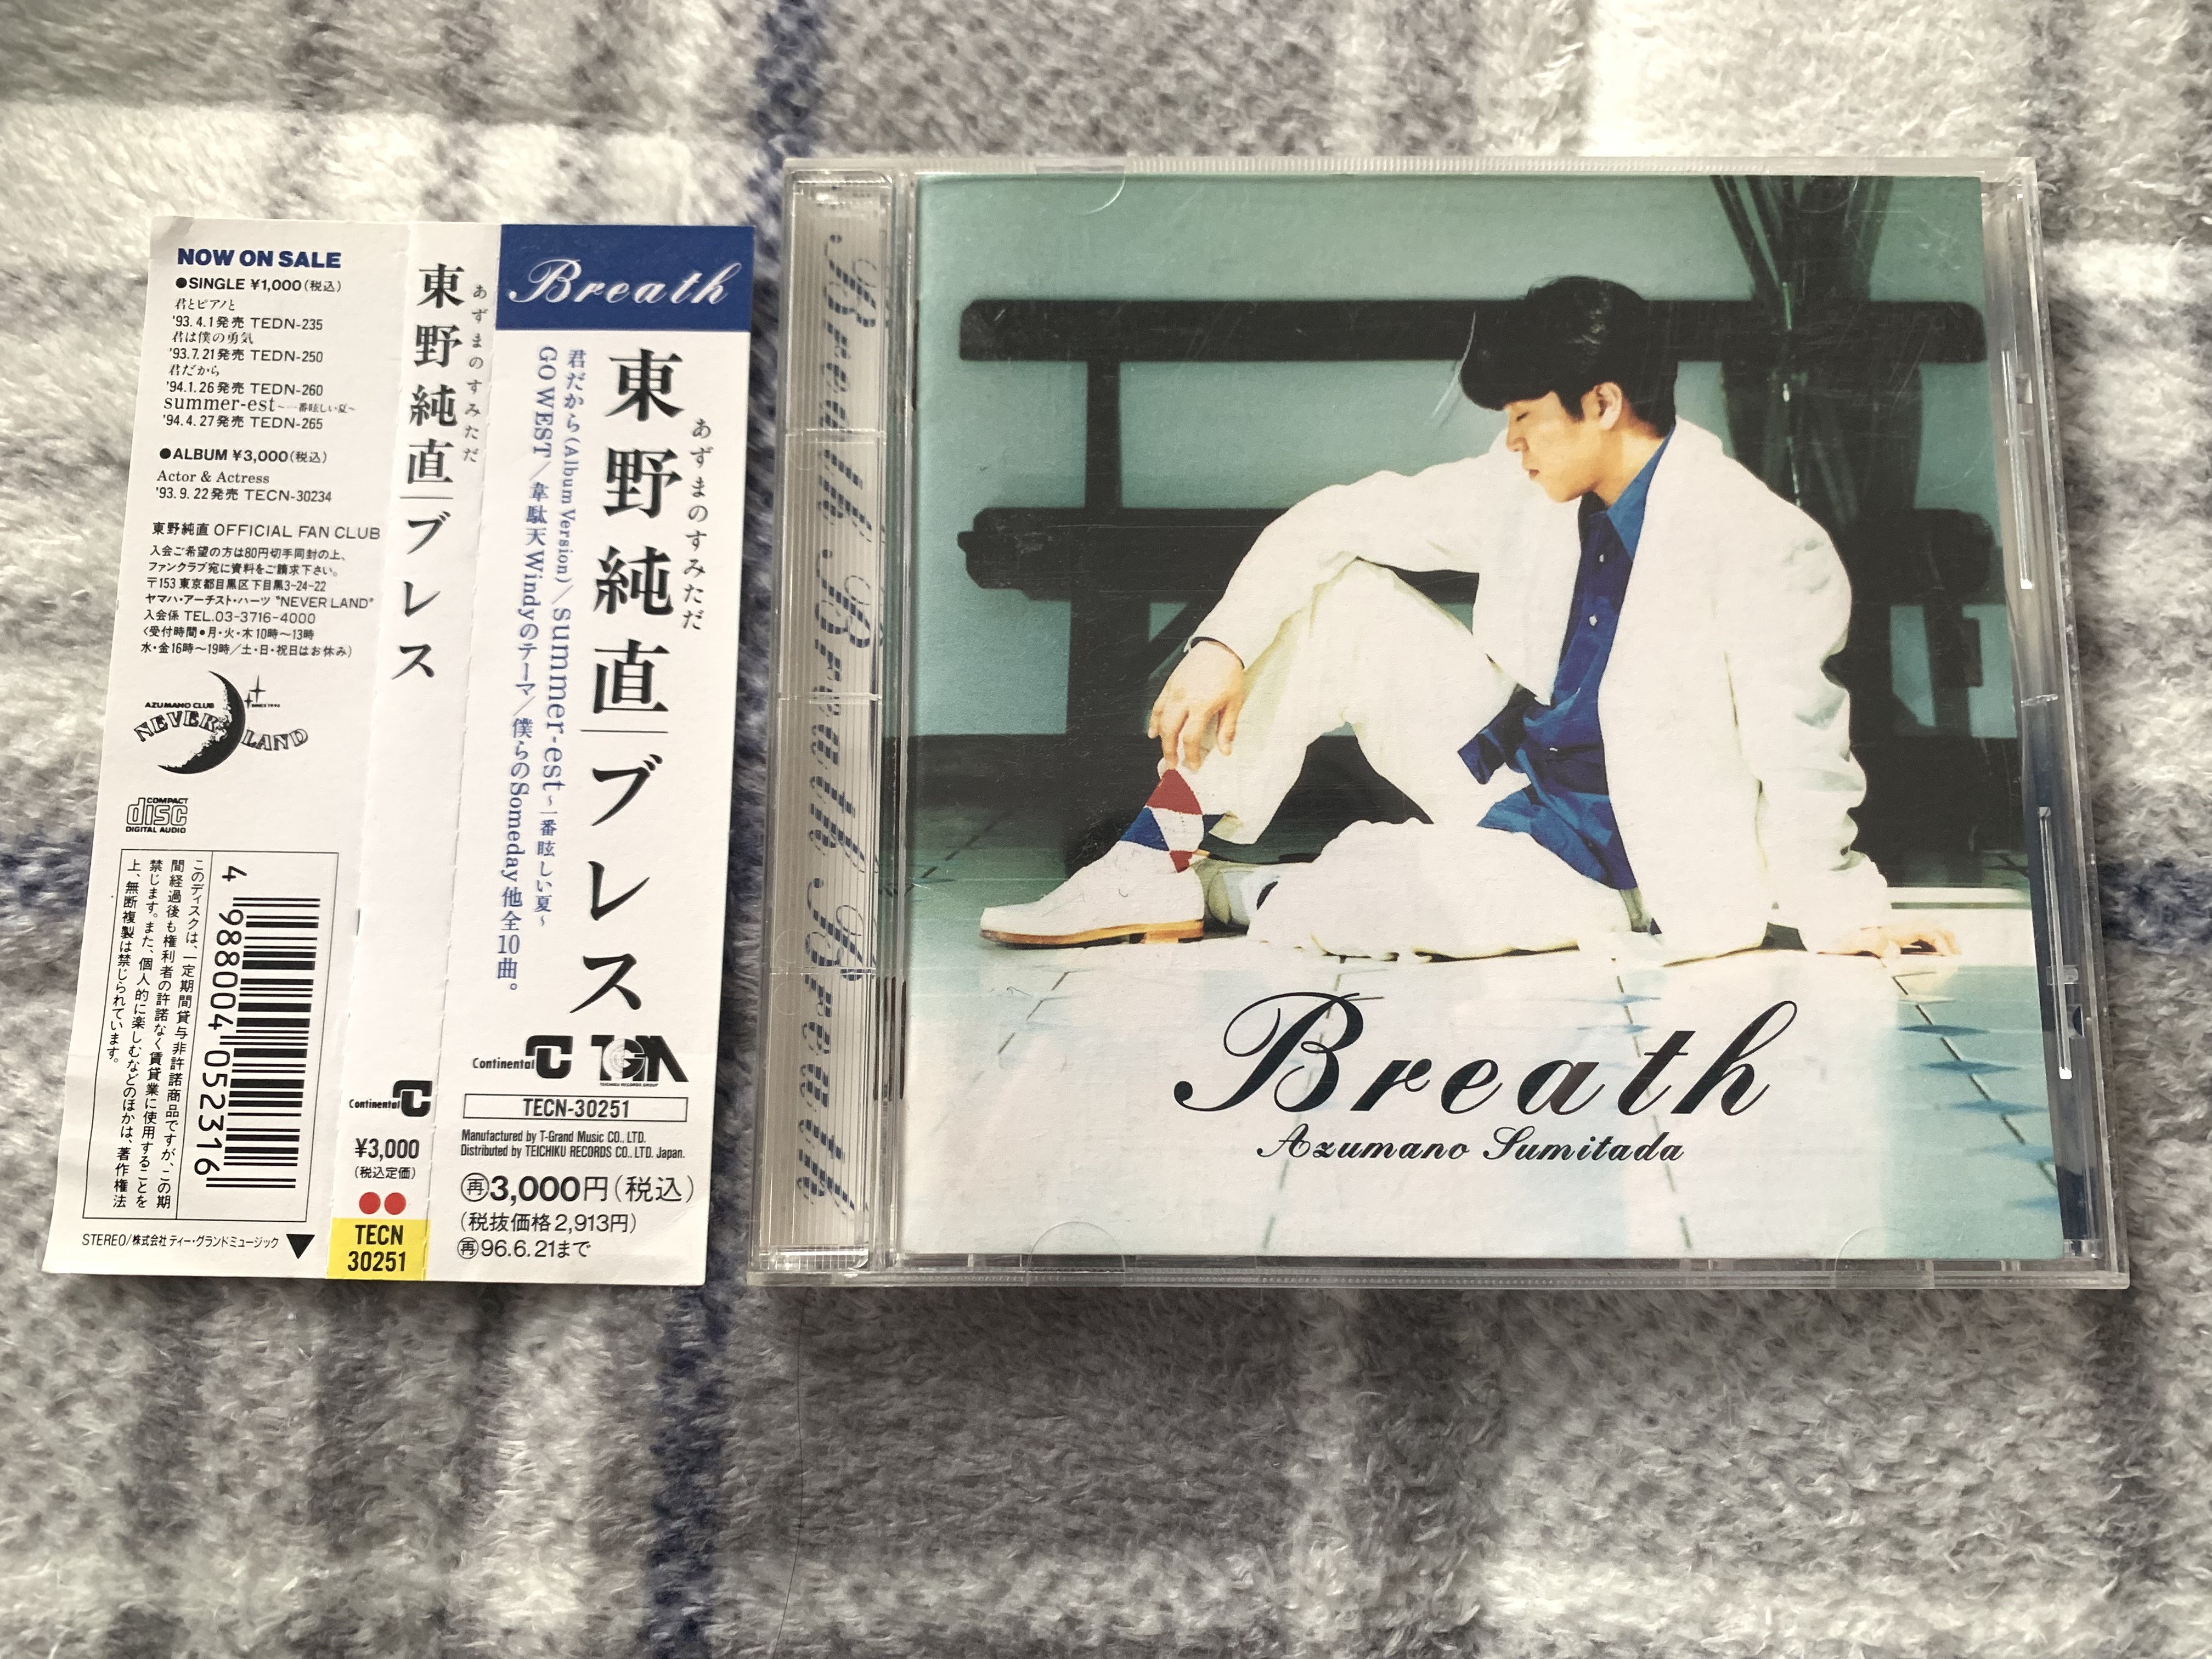 NOW ON SALE
●SINGLE ¥1,000(税込)
君とピアノと
'93.4.1発売 TEDN-235
君は僕の勇気
'93.7.21発売 TEDN-250
君だから
'94.1.26発売 TEDN-260
summer-est～一番眩しい夏～
'94.4.27発売 TEDN-265
●ALBUM ¥3,000(税込)
Actor & Actress
'93.9.22発売 TECN-30234
東野純直 OFFICIAL FAN CLUB
入会ご希望の方は80円切手同封の上、
ファンクラブ宛に資料をご請求下さい。
〒153 東京都目黒区下目黒3-24-22
ヤマハ・アーチスト・ハーツ "NEVER LAND"
入会係 TEL.03-3716-4000
〈受付時間●月・火・木10時～13時
水・金16時～19時／土・日・祝日はお休み)
AZUMANO CLUB
NEVER LAND
COMPACT
disc
DIGITAL AUDIO
このディスクは、一定期間貸与非許諾商品ですが、この期
間経過後も権利者の許諾なく賃貸業に使用することを
禁じます。また、個人的に楽しむなどのほかは、著作権法
上、無断複製は禁じられています。
4 988004 052316
STEREO/株式会社 ティー・グランドミュージック
東野純直｜ブレス
あずまのすみただ
Continental
¥3,000
(税込定価)
TECN
30251
Breath
東野純直｜ブレス
あずまのすみただ
君だから(Album Version)／summer-est～一番眩しい夏～
GO WEST／韋駄天Windyのテーマ／僕らのSomeday 他全10曲。
Continental
TGM
TEICHIKU RECORDS GROUP
TECN-30251
Manufactured by T-Grand Music CO., LTD.
Distributed by TEICHIKU RECORDS CO., LTD. Japan.
㊢3,000円(税込)
(税抜価格2,913円)
96.6.21まで
Breath Breath Breath Breath
Breath
Azumano Sumitada